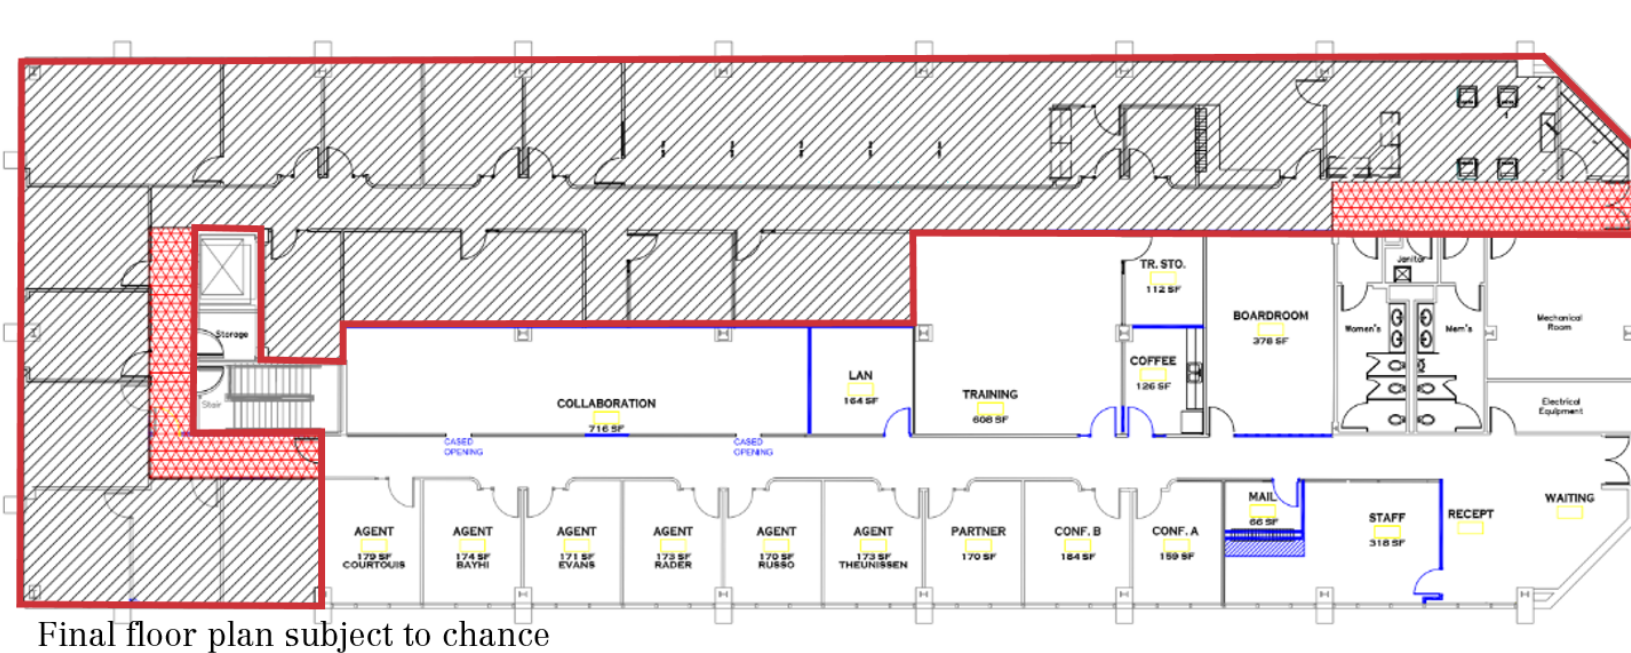 TR. STO.
112 SF
Janitor
BOARDROOM
378 SF
Women's
Men's
Mechanical
Room
Storage
COFFEE
126 SF
LAN
164 SF
TRAINING
608 SF
COLLABORATION
716 SF
Stair
Electrical
Equipment
CASED
OPENING
CASED
OPENING
MAIL
66 SF
WAITING
RECEPT
STAFF
318 SF
AGENT
179 SF
COURTOUIS
AGENT
174 SF
BAYHI
AGENT
171 SF
EVANS
AGENT
173 SF
RADER
AGENT
170 SF
RUSSO
AGENT
173 SF
THEUNISSEN
PARTNER
170 SF
CONF. B
184 SF
CONF. A
159 SF
Final floor plan subject to chance